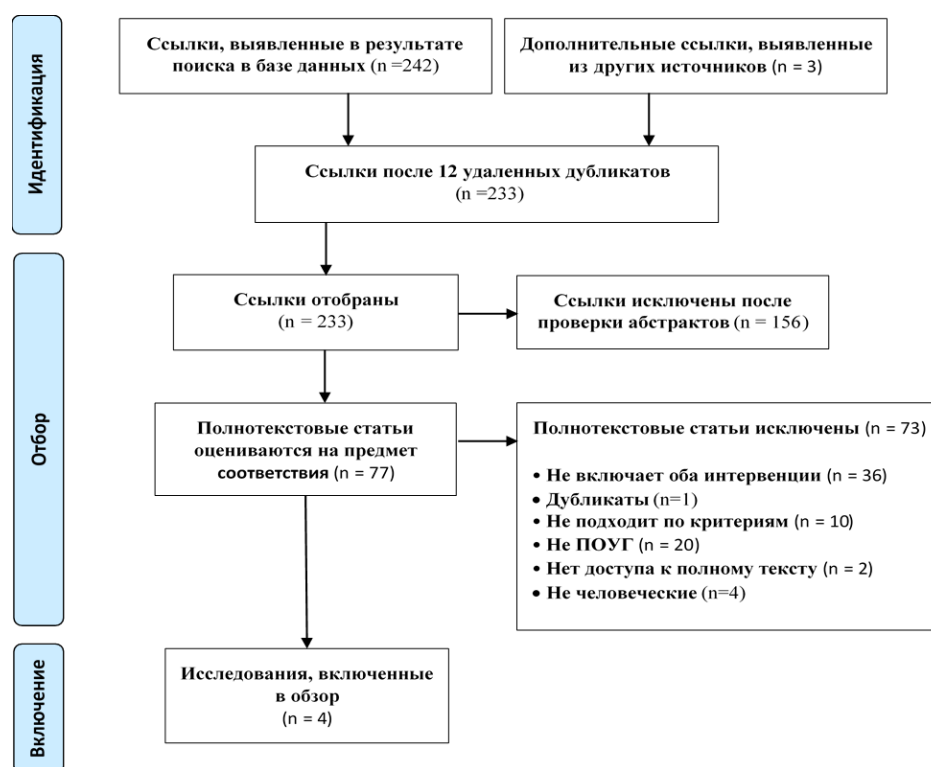 Идентификация
Ссылки, выявленные в результате
поиска в базе данных (n =242)
Дополнительные ссылки, выявленные
из других источников (n = 3)
Ссылки после 12 удаленных дубликатов
(n =233)
Отбор
Ссылки отобраны
(n = 233)
Ссылки исключены после
проверки абстрактов (n = 156)
Полнотекстовые статьи
оцениваются на предмет
соответствия (n = 77)
Полнотекстовые статьи исключены (n = 73)
• Не включает оба интервенции (n = 36)
• Дубликаты (n=1)
• Не подходит по критериям (n = 10)
• Не ПОУГ (n = 20)
• Нет доступа к полному тексту (n = 2)
• Не человеческие (n=4)
Включение
Исследования, включенные
в обзор
(n = 4)